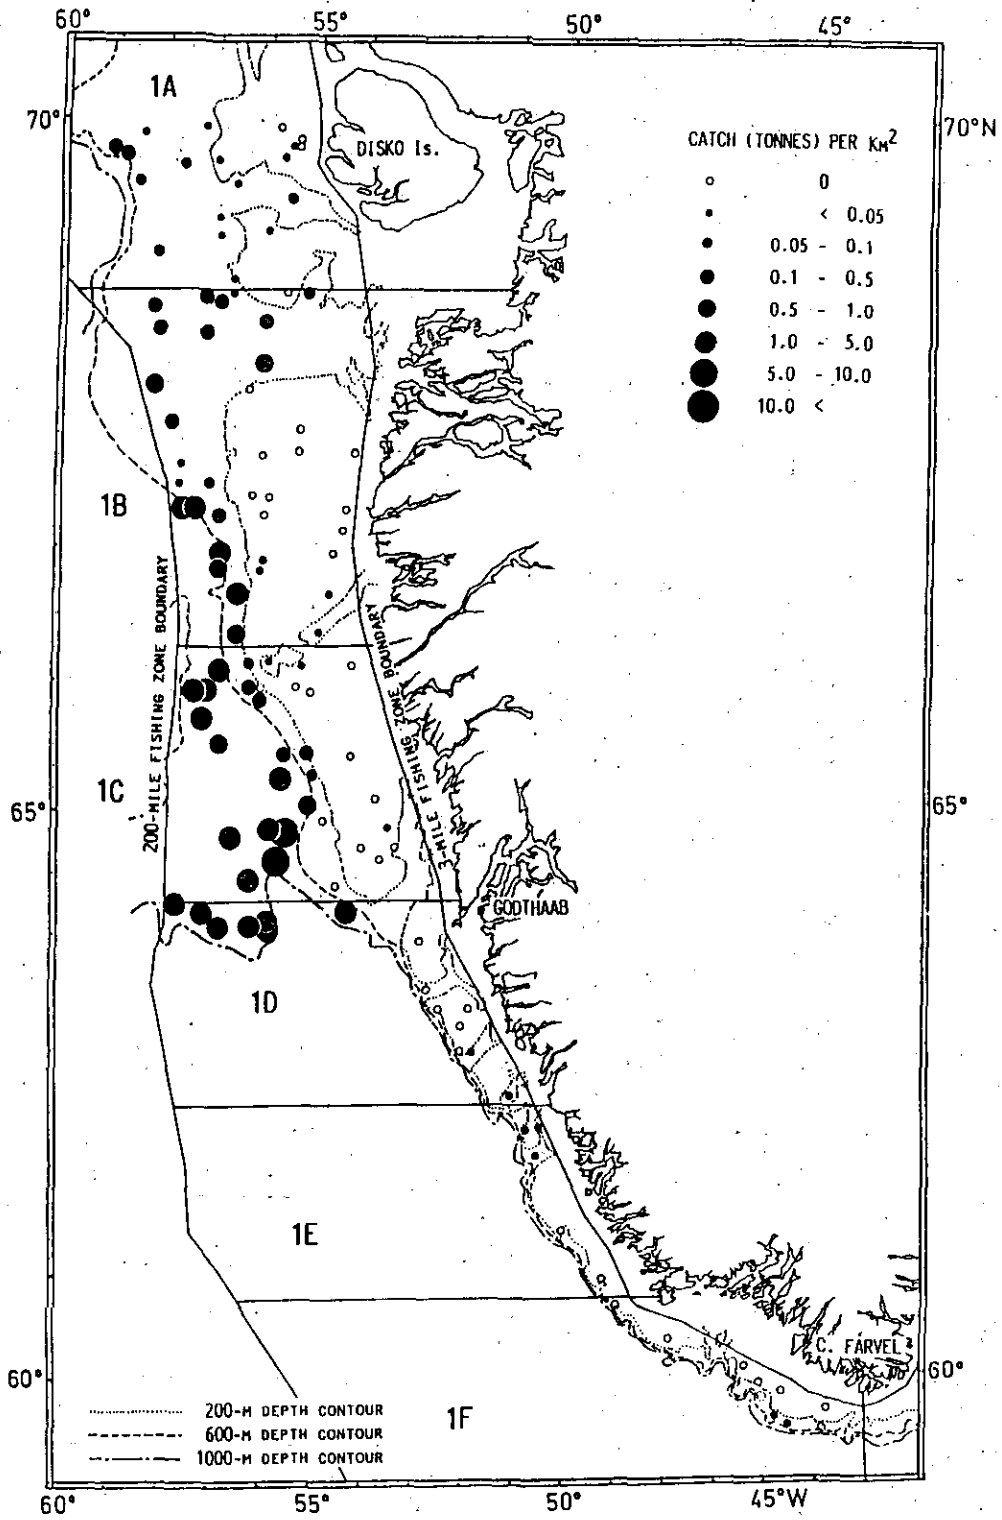 60° 55° 50° 45°
1A
70° 70°N
DISKO Is.
CATCH (TONNES) PER KM²
0
< 0.05
0.05 - 0.1
0.1 - 0.5
0.5 - 1.0
1.0 - 5.0
5.0 - 10.0
10.0 <
1B
200-MILE FISHING ZONE BOUNDARY
3-MILE FISHING ZONE BOUNDARY
1C
65° 65°
GODTHÅAB
1D
1E
C. FARVEL
60° 60°
200-M DEPTH CONTOUR
600-M DEPTH CONTOUR
1000-M DEPTH CONTOUR
1F
60° 55° 50° 45°W